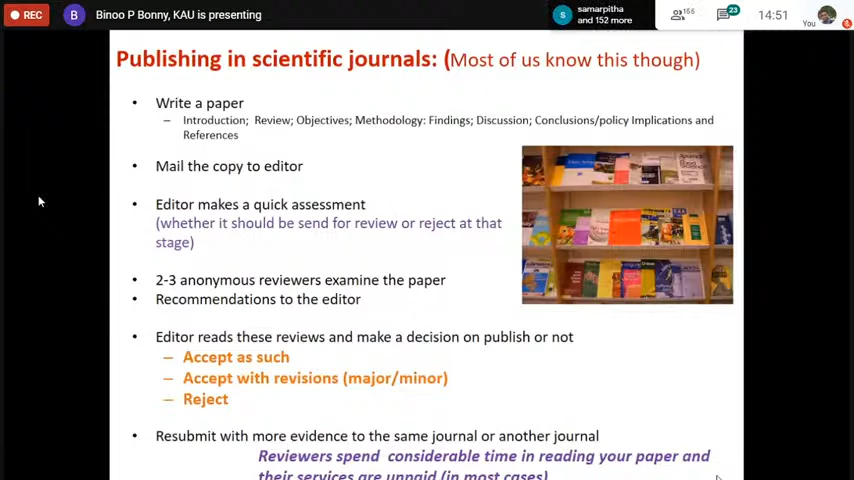 REC
B
Binoo P Bonny, KAU is presenting
S
samarpitha
and 152 more
156
23
14:51
You
Publishing in scientific journals: (Most of us know this though)
• Write a paper
– Introduction; Review; Objectives; Methodology: Findings; Discussion; Conclusions/policy Implications and
References
• Mail the copy to editor
• Editor makes a quick assessment
(whether it should be send for review or reject at that
stage)
• 2-3 anonymous reviewers examine the paper
• Recommendations to the editor
• Editor reads these reviews and make a decision on publish or not
– Accept as such
– Accept with revisions (major/minor)
– Reject
• Resubmit with more evidence to the same journal or another journal
Reviewers spend considerable time in reading your paper and
their services are unpaid (in most cases)